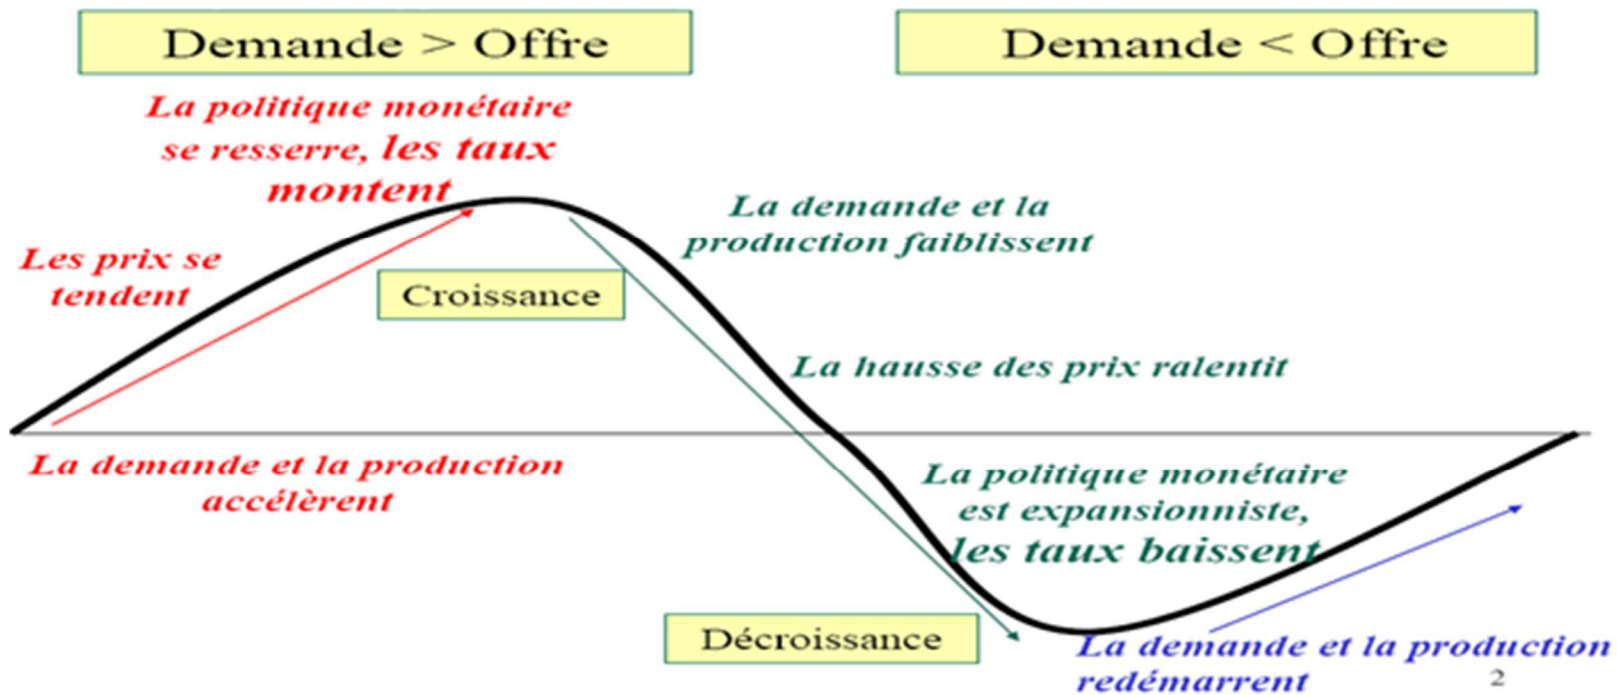 Demande > Offre
Demande < Offre
La politique monétaire
se resserre, les taux
montent
Les prix se
tendent
La demande et la
production faiblissent
Croissance
La hausse des prix ralentit
La demande et la production
accélèrent
La politique monétaire
est expansionniste,
les taux baissent
Décroissance
La demande et la production
redémarrent
2